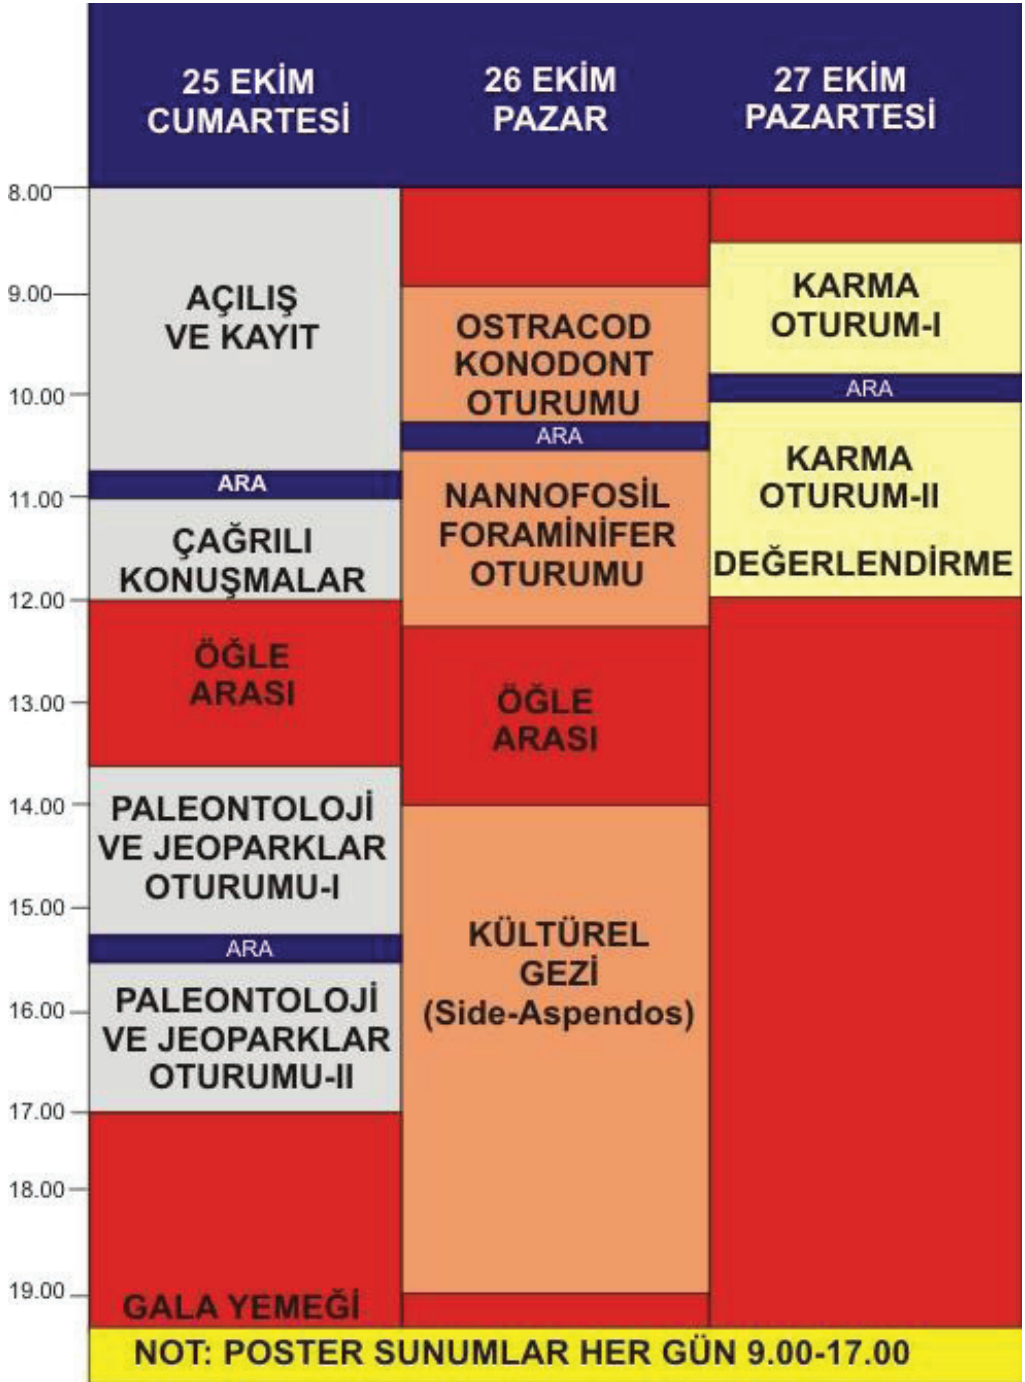 25 EKİM
CUMARTESİ
26 EKİM
PAZAR
27 EKİM
PAZARTESİ
8.00
9.00
10.00
11.00
12.00
13.00
14.00
15.00
16.00
17.00
18.00
19.00
AÇILIŞ
VE KAYIT
ARA
ÇAĞRILI
KONUŞMALAR
ÖĞLE
ARASI
PALEONTOLOJİ
VE JEOPARKLAR
OTURUMU-I
ARA
PALEONTOLOJİ
VE JEOPARKLAR
OTURUMU-II
GALA YEMEĞİ
OSTRACOD
KONODONT
OTURUMU
ARA
NANNOFOSİL
FORAMİNİFER
OTURUMU
ÖĞLE
ARASI
KÜLTÜREL
GEZİ
(Side-Aspendos)
KARMA
OTURUM-I
ARA
KARMA
OTURUM-II
DEĞERLENDİRME
NOT: POSTER SUNUMLAR HER GÜN 9.00-17.00